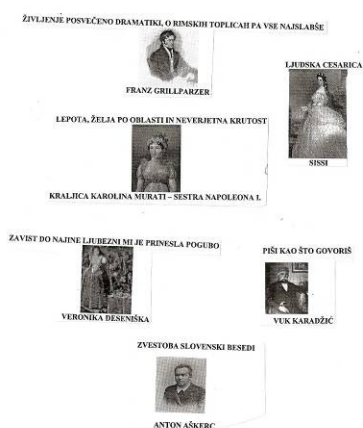 ŽIVLJENJE POSVEČENO DRAMATIKI, O RIMSKIH TOPLICAH PA VSE NAJSLABŠE
FRANZ GRILLPARZER
LJUDSKA CESARICA
SISSI
LEPOTA, ŽELJA PO OBLASTI IN NEVERJETNA KRUTOST
KRALJICA KAROLINA MURATI – SESTRA NAPOLEONA I.
ZAVIST DO NAJINE LJUBEZNI MI JE PRINESLA POGUBO
VERONIKA DESENIŠKA
PIŠI KAO ŠTO GOVORIŠ
VUK KARADŽIĆ
ZVESTOBA SLOVENSKI BESEDI
ANTON AŠKERC